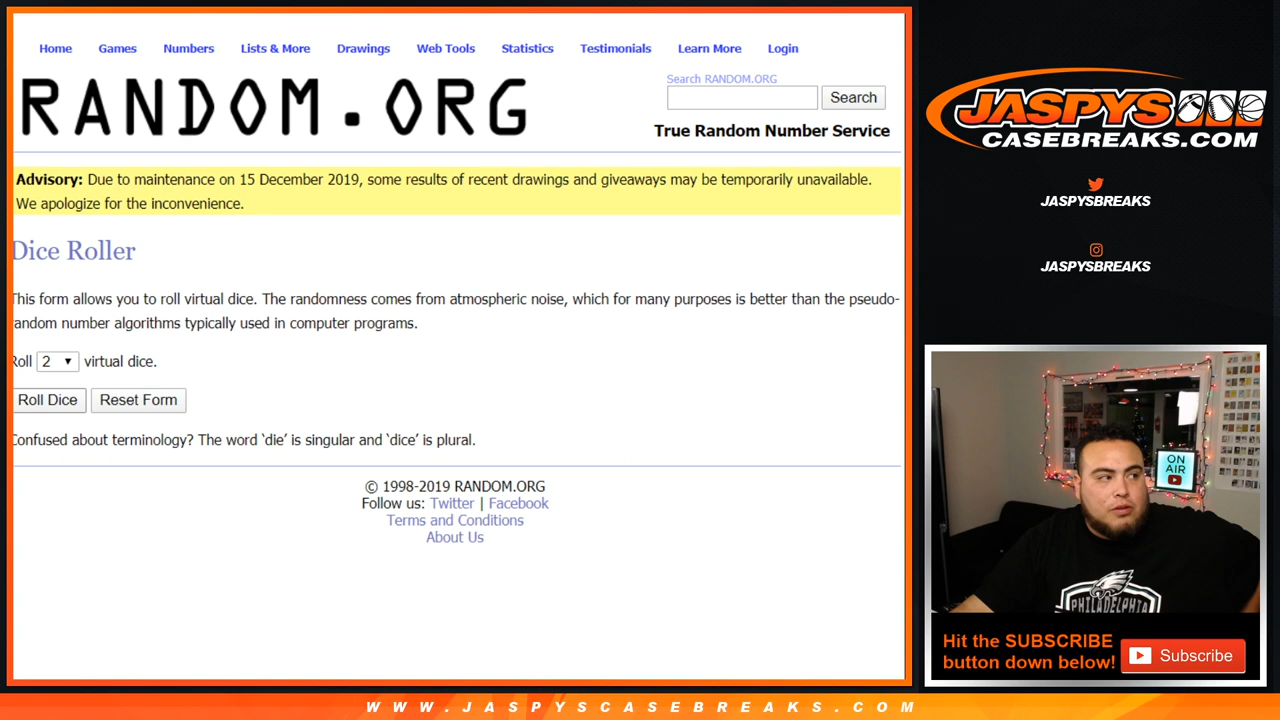 Home Games Numbers Lists & More Drawings Web Tools Statistics Testimonials Learn More Login
RANDOM.ORG
Search RANDOM.ORG
Search
True Random Number Service
Advisory: Due to maintenance on 15 December 2019, some results of recent drawings and giveaways may be temporarily unavailable.
We apologize for the inconvenience.
Dice Roller
This form allows you to roll virtual dice. The randomness comes from atmospheric noise, which for many purposes is better than the pseudo-
random number algorithms typically used in computer programs.
Roll 2 virtual dice.
Roll Dice Reset Form
Confused about terminology? The word ‘die’ is singular and ‘dice’ is plural.
© 1998-2019 RANDOM.ORG
Follow us: Twitter | Facebook
Terms and Conditions
About Us
JASPYS
CASEBREAKS.COM
JASPYSBREAKS
JASPYSBREAKS
ON
AIR
PHILADELPHIA
Hit the SUBSCRIBE
button down below!
Subscribe
WWW.JASPYSCASEBREAKS.COM